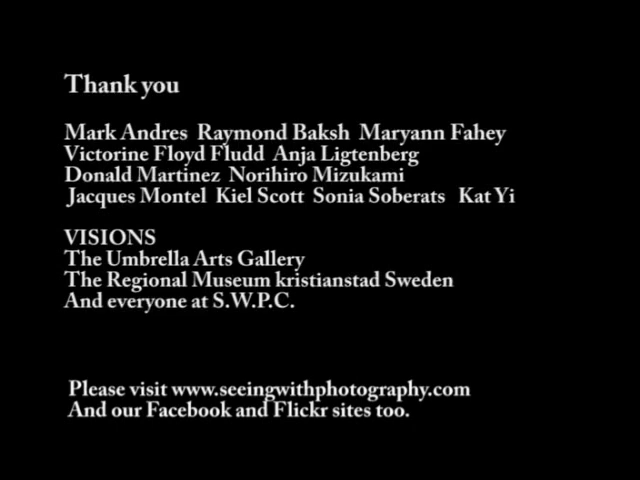 Thank you
Mark Andres Raymond Baksh Maryann Fahey
Victorine Floyd Fludd Anja Ligtenberg
Donald Martinez Norihiro Mizukami
Jacques Montel Kiel Scott Sonia Soberats Kat Yi
VISIONS
The Umbrella Arts Gallery
The Regional Museum kristianstad Sweden
And everyone at S.W.P.C.
Please visit www.seeingwithphotography.com
And our Facebook and Flickr sites too.